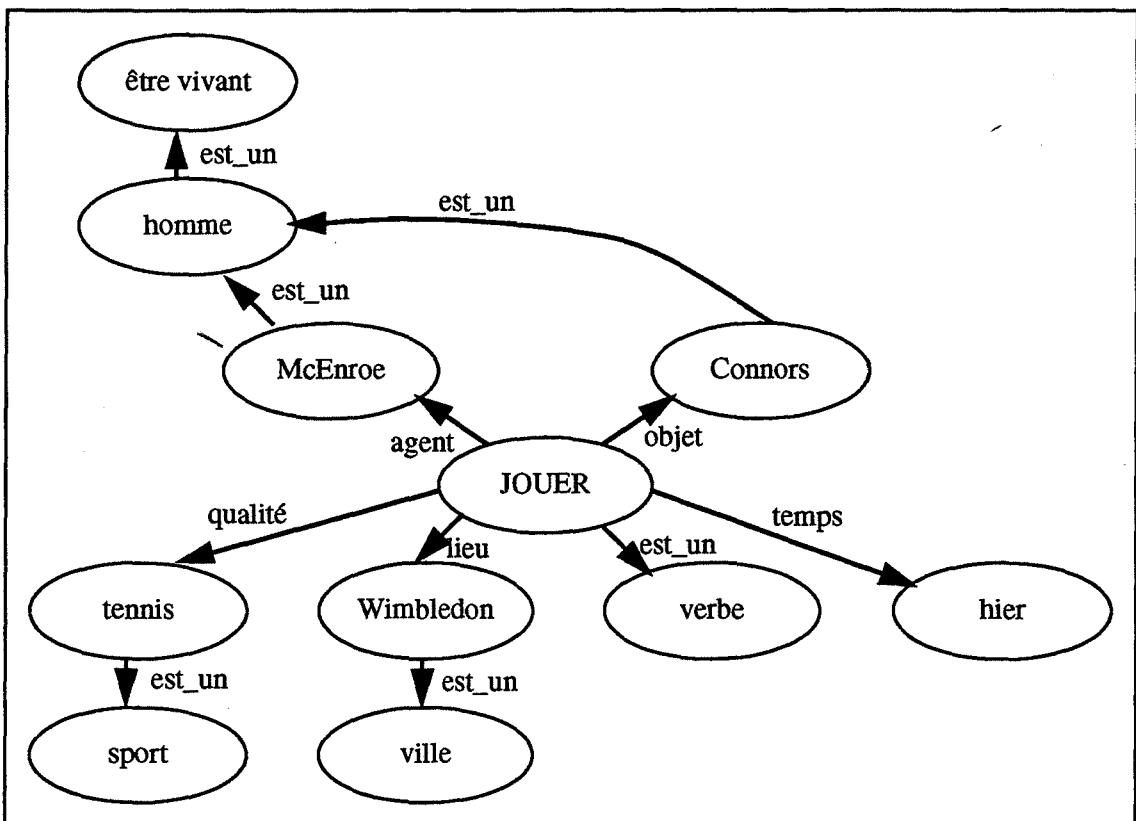 être vivant
est_un
homme
est_un
est_un
McEnroe
Connors
agent
objet
JOUER
qualité
lieu
est_un
temps
tennis
Wimbledon
verbe
hier
est_un
est_un
sport
ville